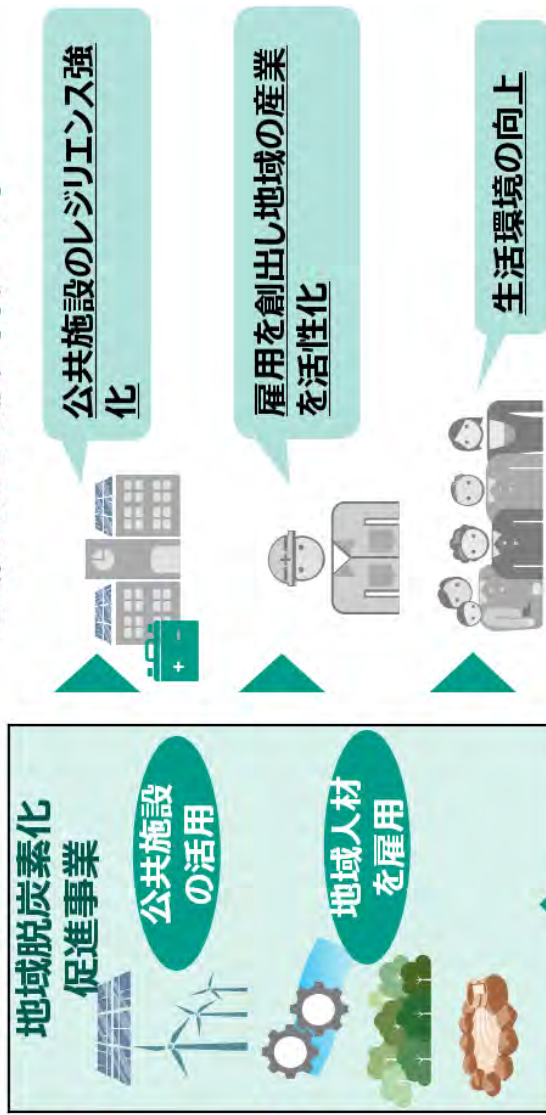 地域脱炭素化
促進事業
公共施設
の活用
地域人材
を雇用
公共施設のレジリエンス強
化
雇用を創出し地域の産業
を活性化
生活環境の向上